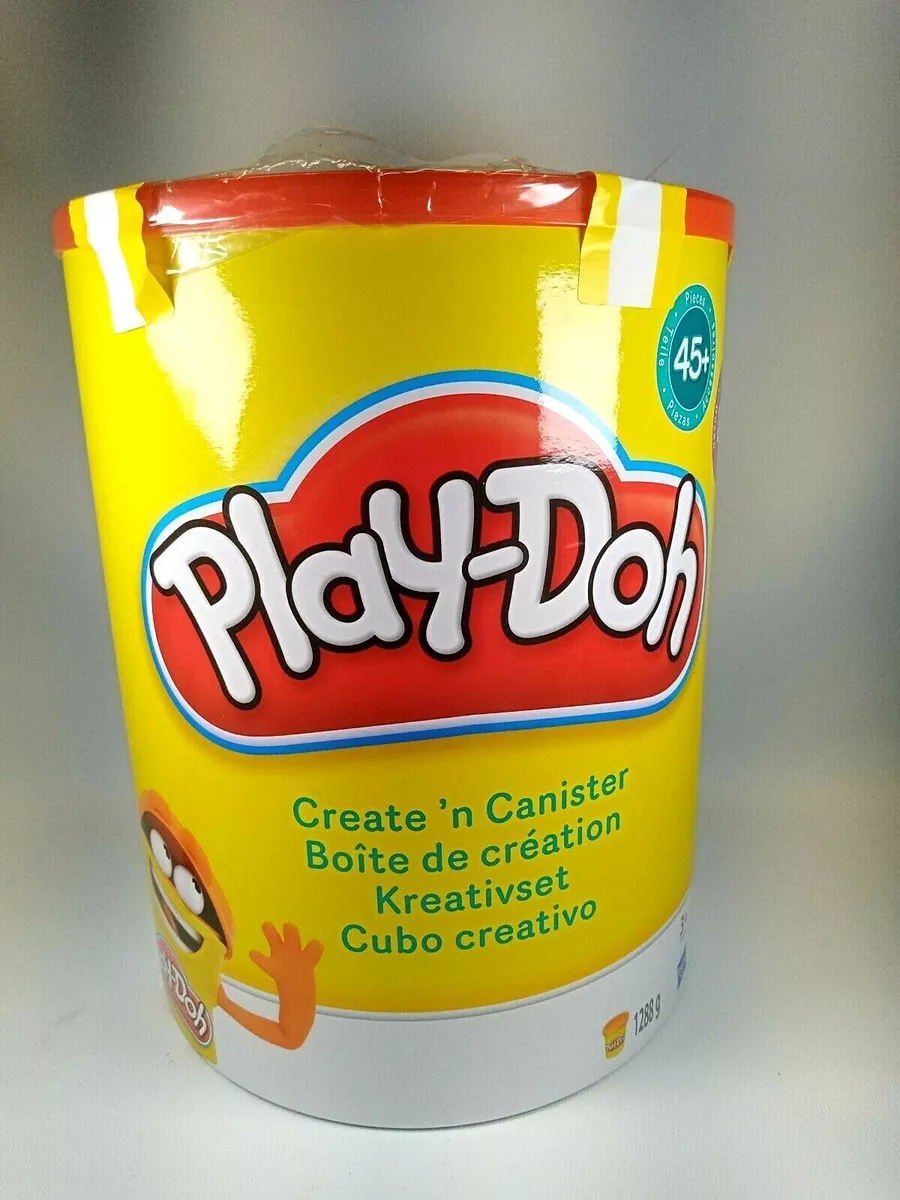 Pieces
45+
Teile
Piezas
Play-Doh
Create 'n Canister
Boîte de création
Kreativset
Cubo creativo
Play-Doh
1288 g